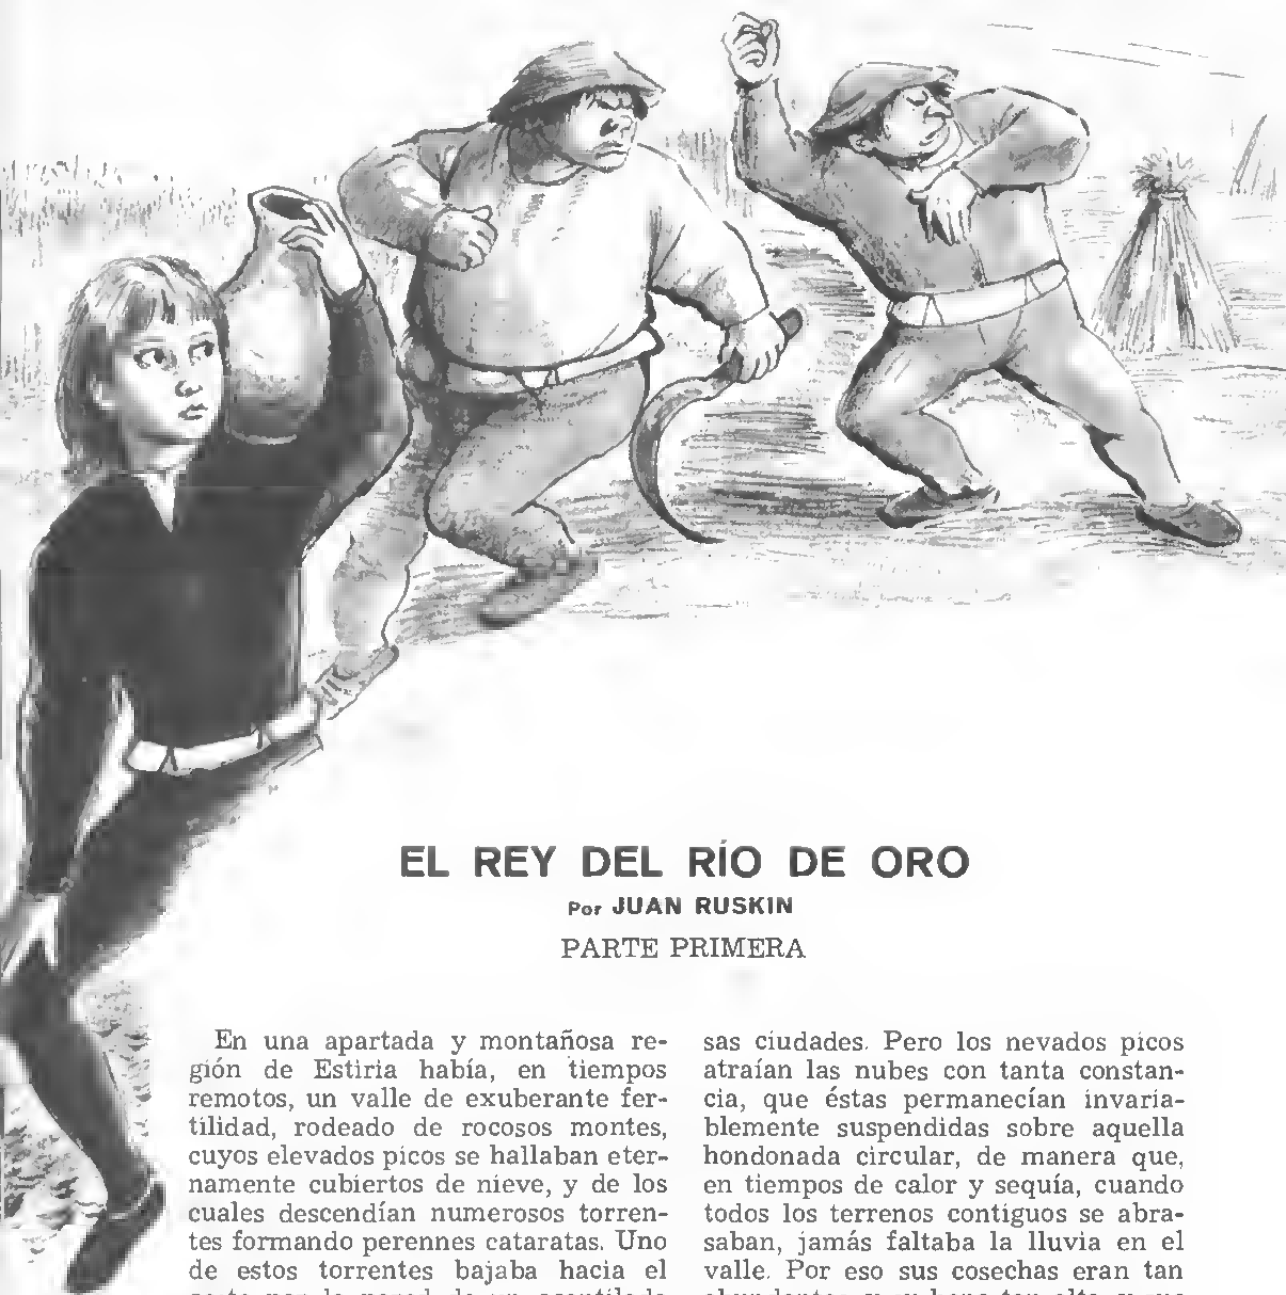 EL REY DEL RÍO DE ORO
Por JUAN RUSKIN
PARTE PRIMERA
En una apartada y montañosa re-
gión de Estiria había, en tiempos
remotos, un valle de exuberante fer-
tilidad, rodeado de rocosos montes,
cuyos elevados picos se hallaban eter-
namente cubiertos de nieve, y de los
cuales descendían numerosos torren-
tes formando perennes cataratas. Uno
de estos torrentes bajaba hacia el
sas ciudades. Pero los nevados picos
atraían las nubes con tanta constan-
cia, que éstas permanecían invaria-
blemente suspendidas sobre aquella
hondonada circular, de manera que,
en tiempos de calor y sequía, cuando
todos los terrenos contiguos se abra-
saban, jamás faltaba la lluvia en el
valle. Por eso sus cosechas eran tan